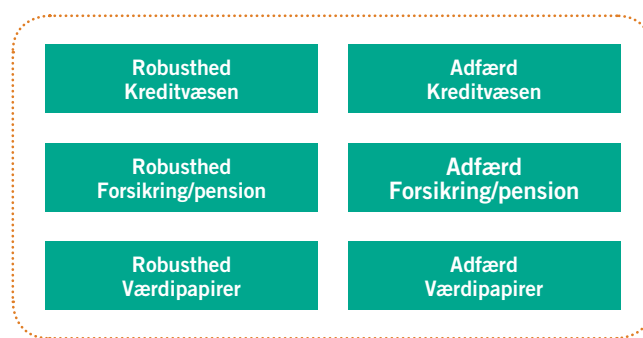 Robusthed
Kreditvæsen
Adfærd
Kreditvæsen
Robusthed
Forsikring/pension
Adfærd
Forsikring/pension
Robusthed
Værdipapirer
Adfærd
Værdipapirer